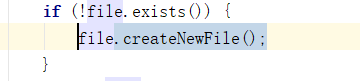 if (!file.exists()) {
file.createNewFile();
}